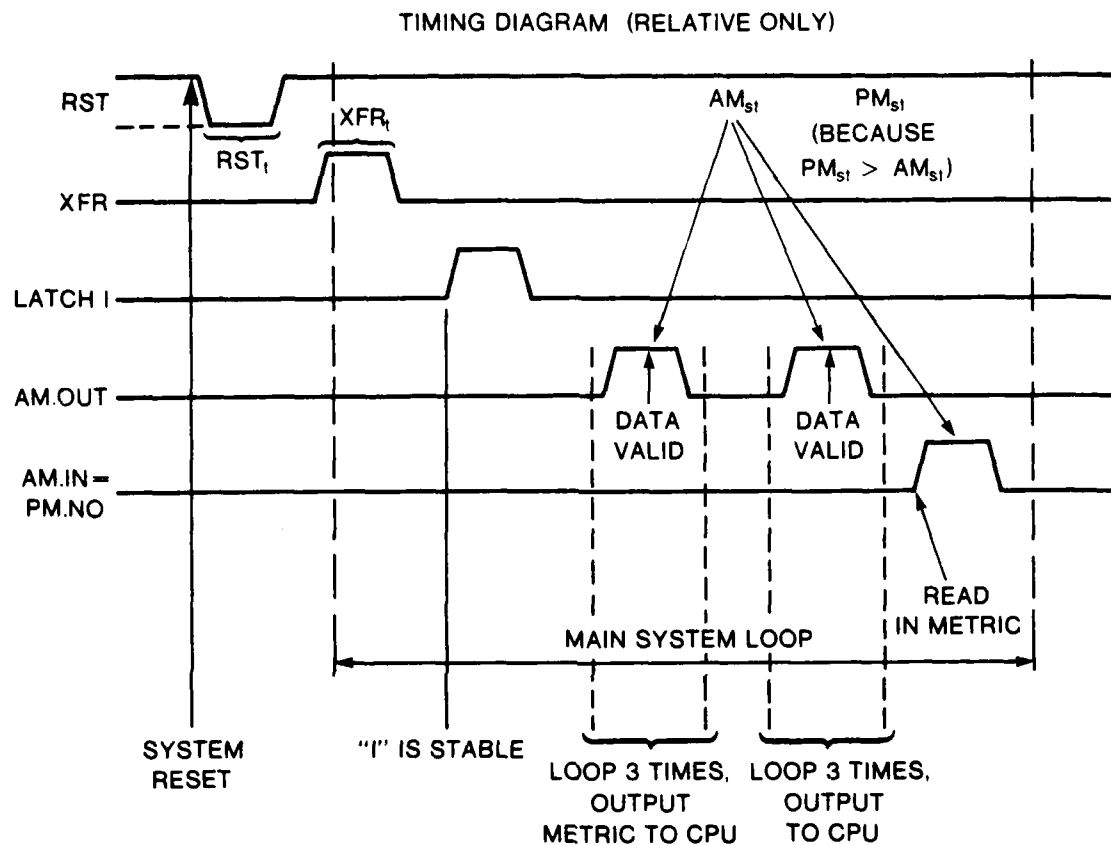 TIMING DIAGRAM (RELATIVE ONLY)
RST
RSTt
XFRt
AMst
PMst
(BECAUSE
PMst > AMst)
XFR
LATCH I
AM.OUT
DATA
VALID
DATA
VALID
AM.IN =
PM.NO
READ
IN METRIC
MAIN SYSTEM LOOP
SYSTEM
RESET
"I" IS STABLE
LOOP 3 TIMES,
OUTPUT
METRIC TO CPU
LOOP 3 TIMES,
OUTPUT
TO CPU